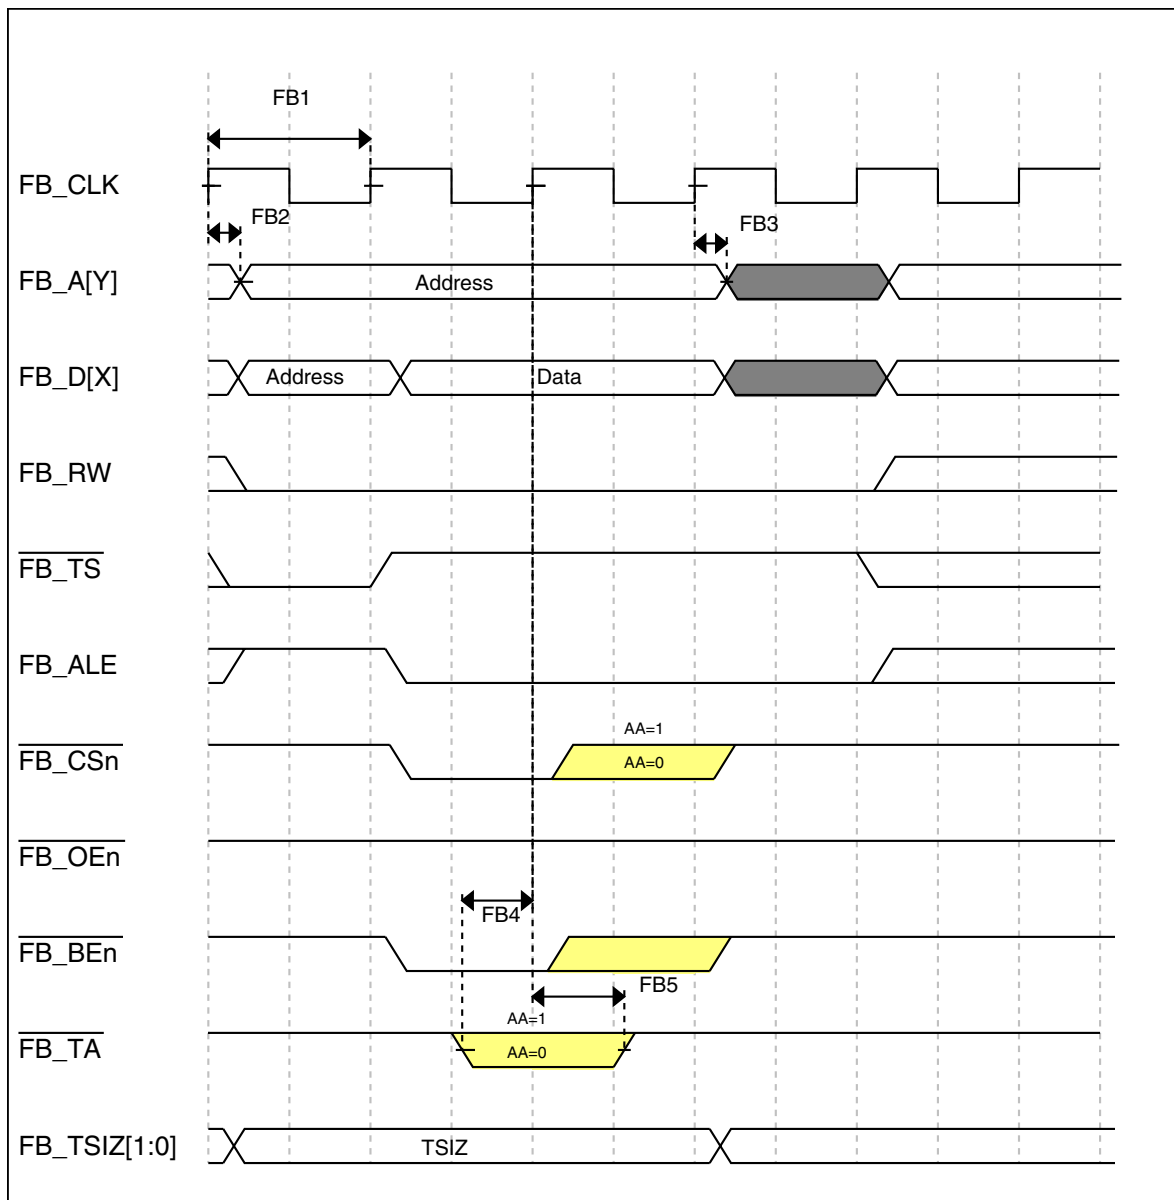 FB1
FB_CLK
FB2
FB3
FB_A[Y]
Address
FB_D[X]
Address
Data
FB_RW
FB_TS
FB_ALE
AA=1
FB_CSn
AA=0
FB_OEn
FB4
FB_BEn
FB5
AA=1
FB_TA
AA=0
FB_TSIZ[1:0]
TSIZ